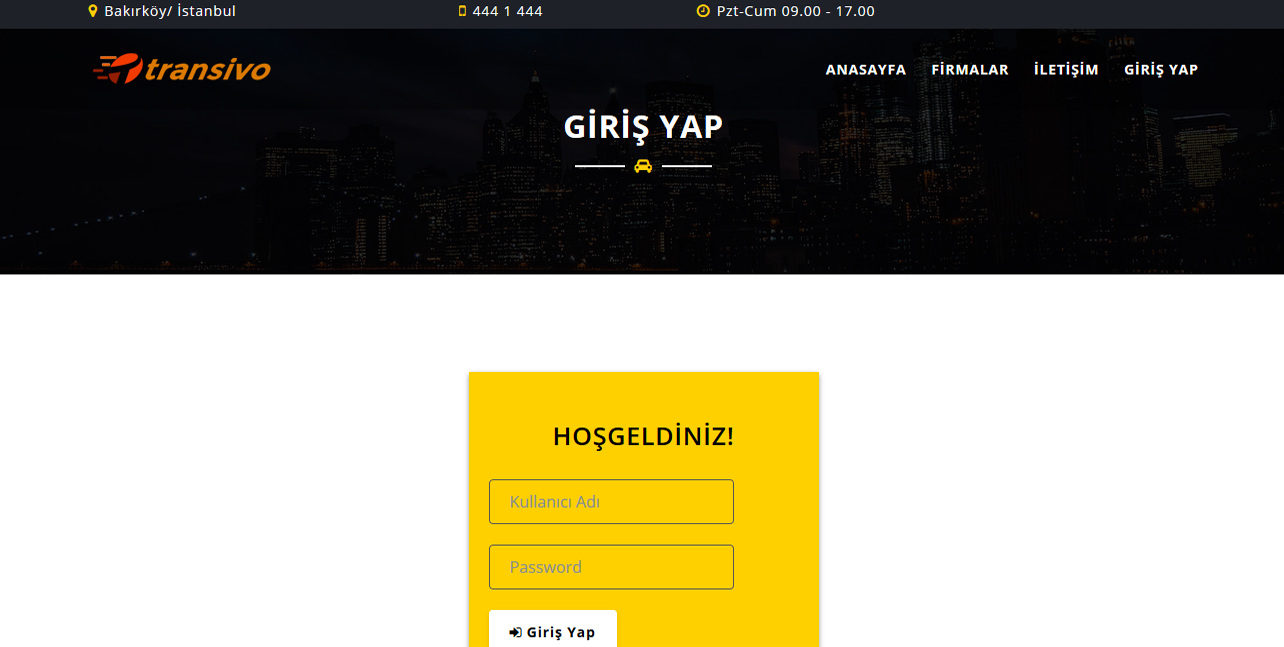 Bakırköy/ İstanbul 444 1 444 Pzt-Cum 09.00 - 17.00
transivo ANASAYFA FİRMALAR İLETİŞİM GİRİŞ YAP
GİRİŞ YAP
HOŞGELDİNİZ!
Kullanıcı Adı
Password
Giriş Yap